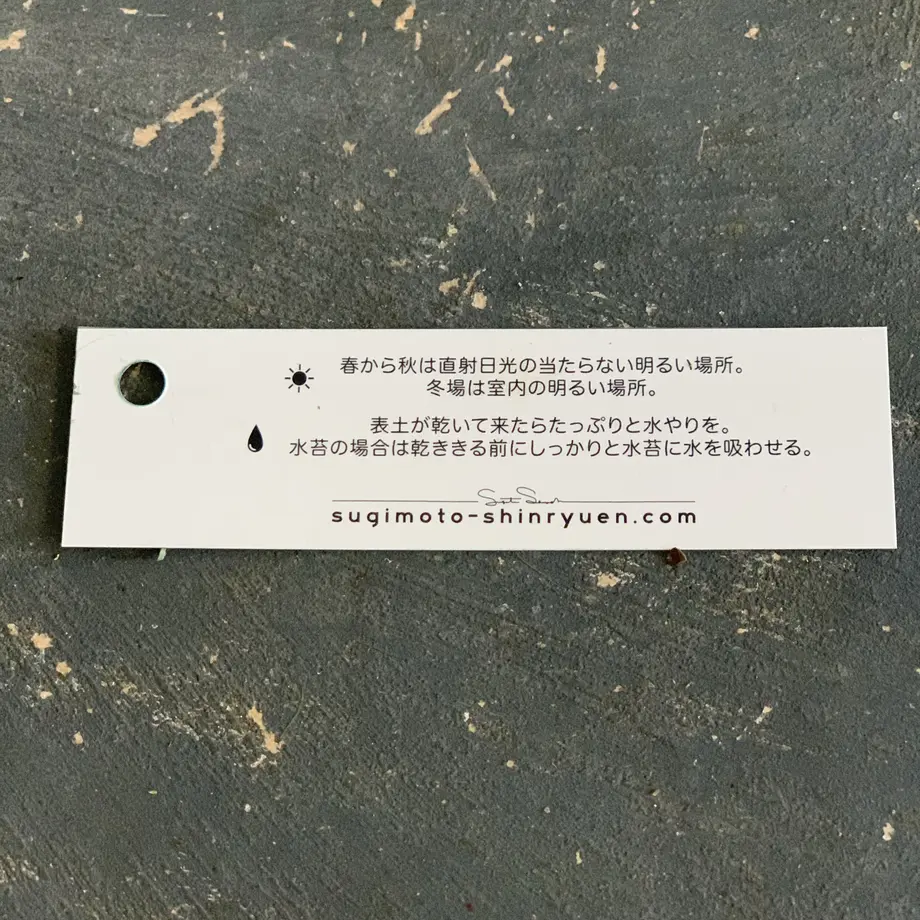 春から秋は直射日光の当たらない明るい場所。
冬場は室内の明るい場所。
表土が乾いて来たらたっぷりと水やりを。
水苔の場合は乾ききる前にしっかりと水苔に水を吸わせる。
sugimoto-shinryuen.com